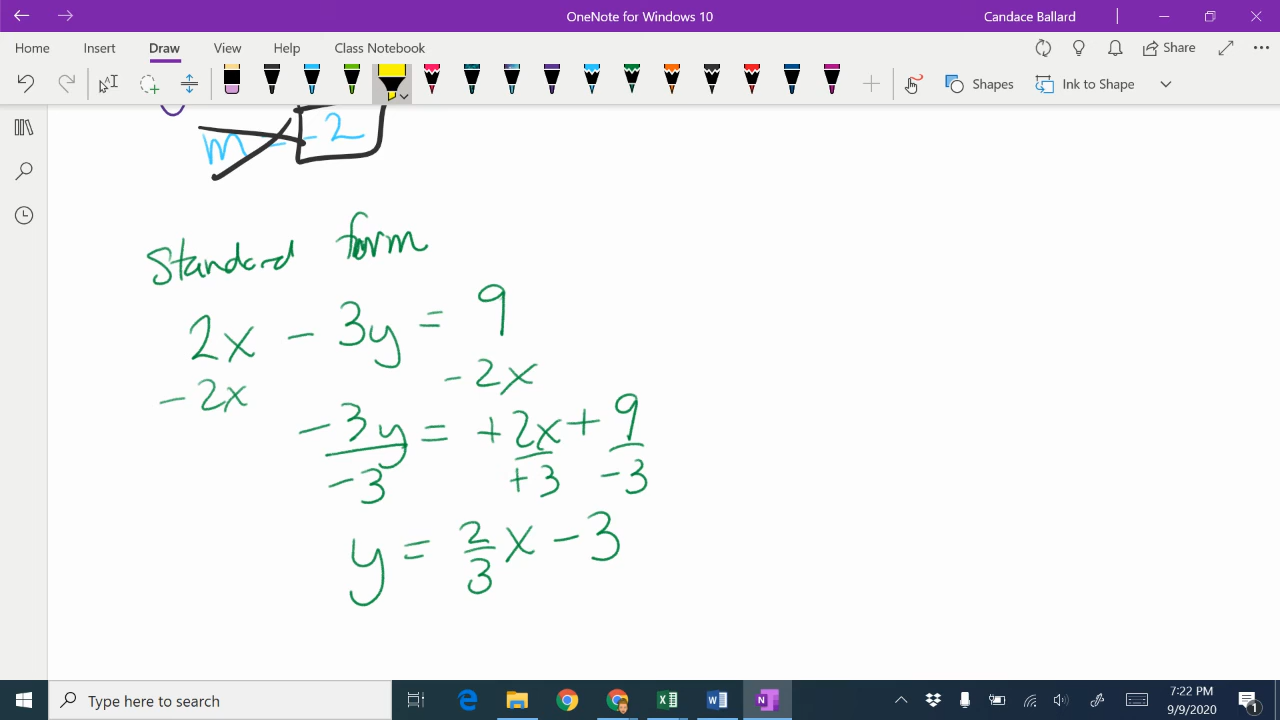 OneNote for Windows 10
Candace Ballard
Home Insert Draw View Help Class Notebook
Share
Shapes
Ink to Shape
m = -2
Standard form
2x - 3y = 9
- 2x - 2x
- 3y = + 2x + 9
- 3 + 3 - 3
y = 2/3 x - 3
Type here to search
7:22 PM
9/9/2020
1